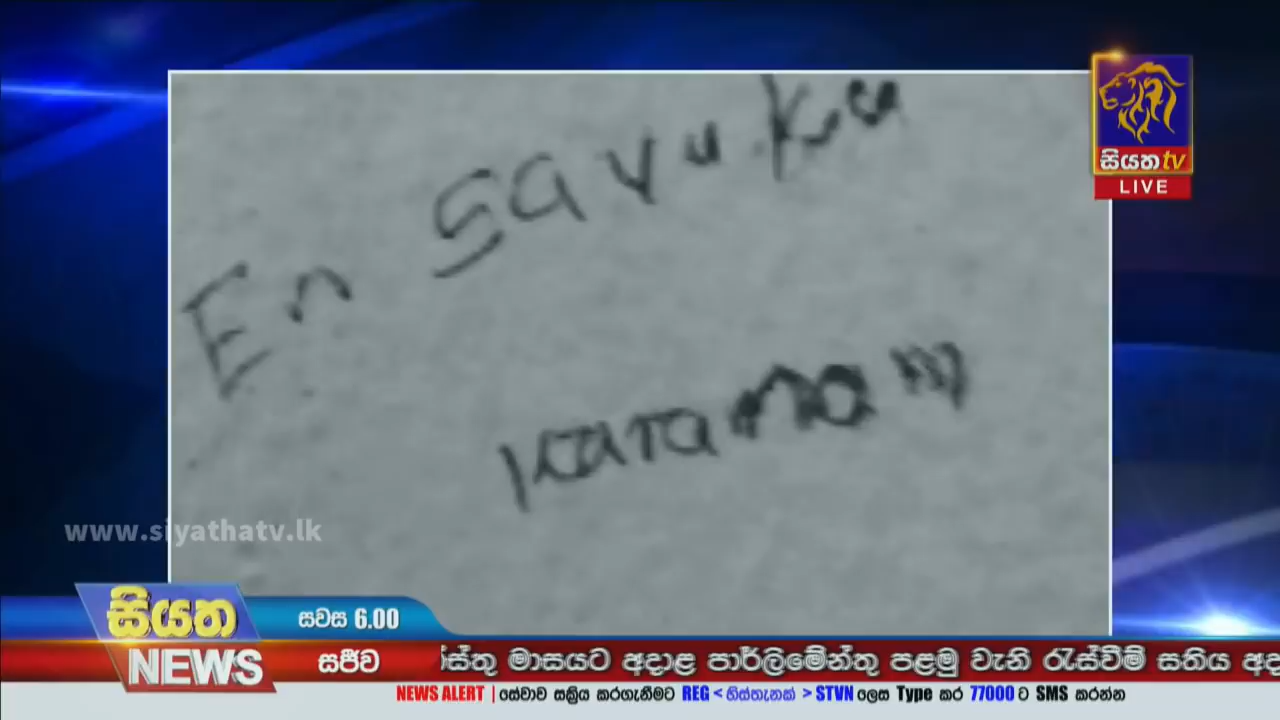 සියත tv
LIVE
En savukku
karanam
www.siyathatv.lk
සියත
NEWS
සවස 6.00
සජීව
ස්තු මාසයට අදාළ පාර්ලිමේන්තු පළමු වැනි රැස්වීම් සතිය අද
NEWS ALERT | සේවාව සක්‍රිය කරගැනීමට REG < හිස්තැනක් > STVN ලෙස Type කර 77000 ට SMS කරන්න